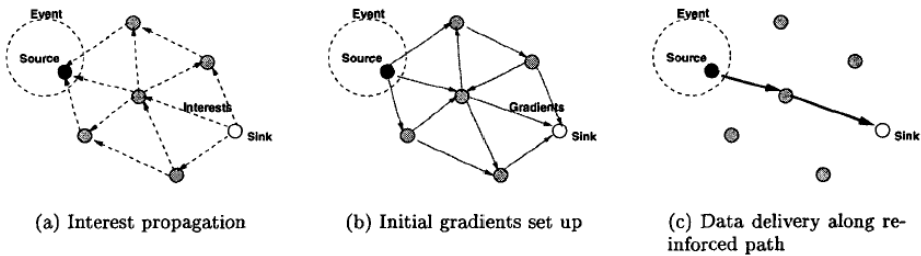 Event
Source
Interests
Sink
(a) Interest propagation
Event
Source
Gradients
Sink
(b) Initial gradients set up
Event
Source
Sink
(c) Data delivery along re-
inforced path